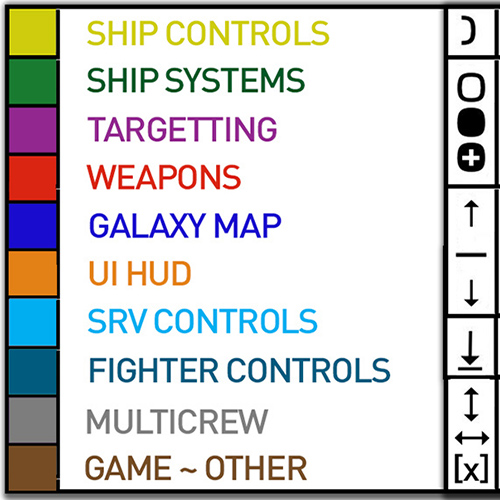 SHIP CONTROLS
SHIP SYSTEMS
TARGETTING
WEAPONS
GALAXY MAP
UI HUD
SRV CONTROLS
FIGHTER CONTROLS
MULTICREW
GAME ~ OTHER
[x]